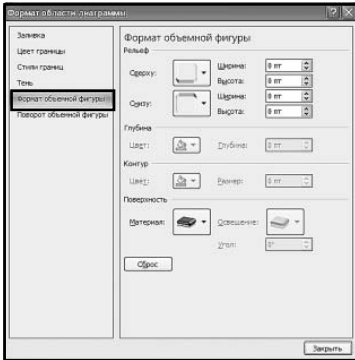 Формат области диаграммы
Заливка
Цвет границы
Стили границ
Тень
Формат объемной фигуры
Поворот объемной фигуры
Формат объемной фигуры
Рельеф
Сверху:
Ширина: 0 пт
Высота: 0 пт
Снизу:
Ширина: 0 пт
Высота: 0 пт
Глубина
Цвет: Глубина: 0 пт
Контур
Цвет: Размер: 0 пт
Поверхность
Материал: Освещение:
Угол: 0°
Сброс
Закрыть